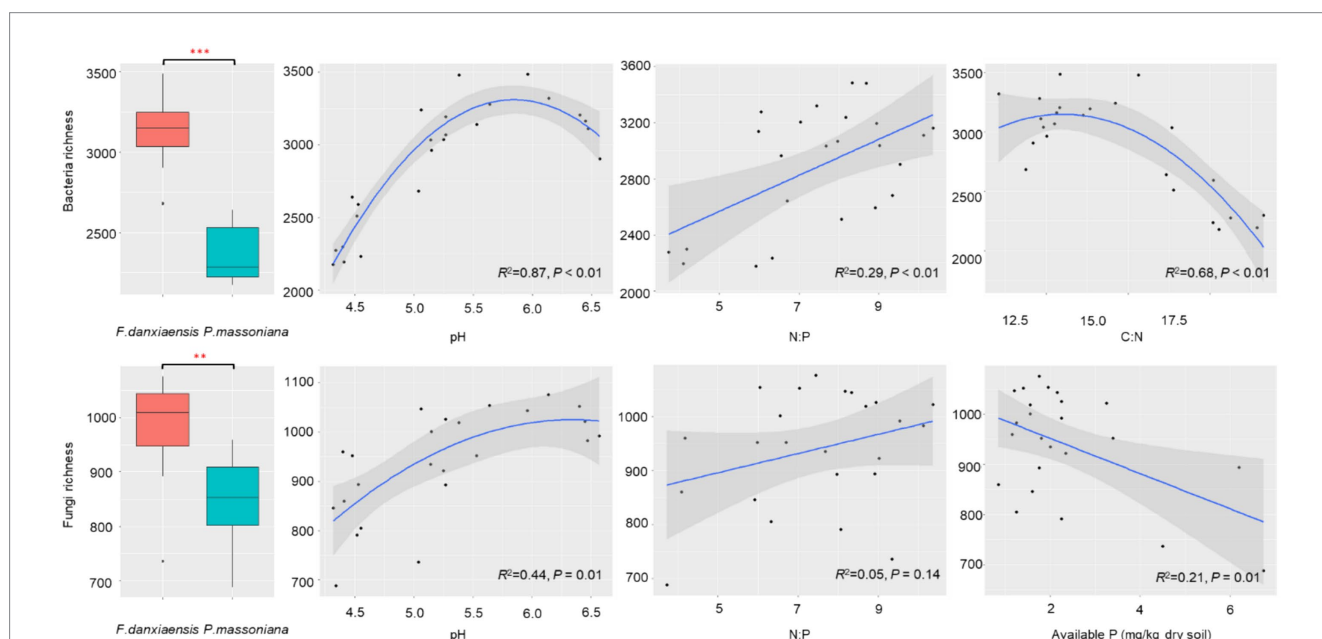 ***
Bacteria richness
3500
3000
2500
F.danxiaensis P.massoniana
3500
3000
2500
2000
R²=0.87, P < 0.01
4.5 5.0 5.5 6.0 6.5
pH
3600
3200
2800
2400
2000
R²=0.29, P < 0.01
5 7 9
N:P
3500
3000
2500
2000
R²=0.68, P < 0.01
12.5 15.0 17.5
C:N
**
Fungi richness
1000
900
800
700
F.danxiaensis P.massoniana
1100
1000
900
800
700
R²=0.44, P = 0.01
4.5 5.0 5.5 6.0 6.5
pH
1000
900
800
700
R²=0.05, P = 0.14
5 7 9
N:P
1000
900
800
700
R²=0.21, P = 0.01
2 4 6
Available P (mg/kg dry soil)